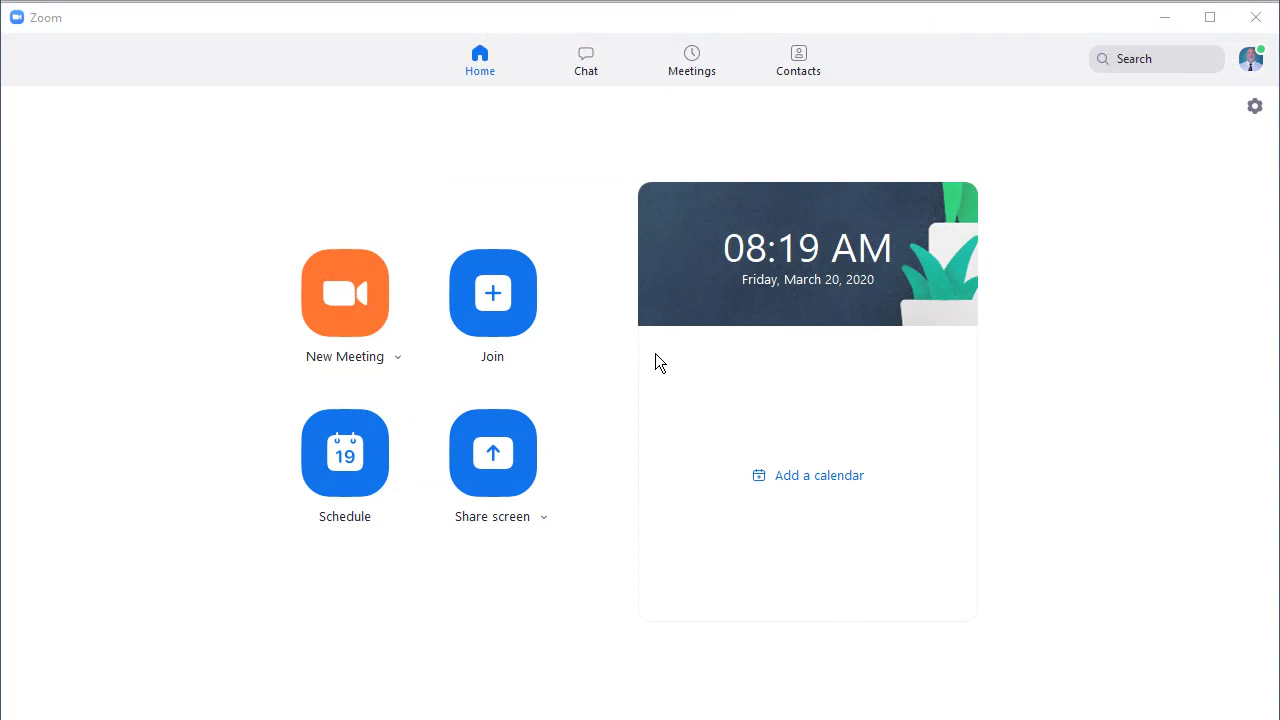 Zoom
Home
Chat
Meetings
Contacts
Search
08:19 AM
Friday, March 20, 2020
New Meeting
Join
19
Schedule
Share screen
Add a calendar